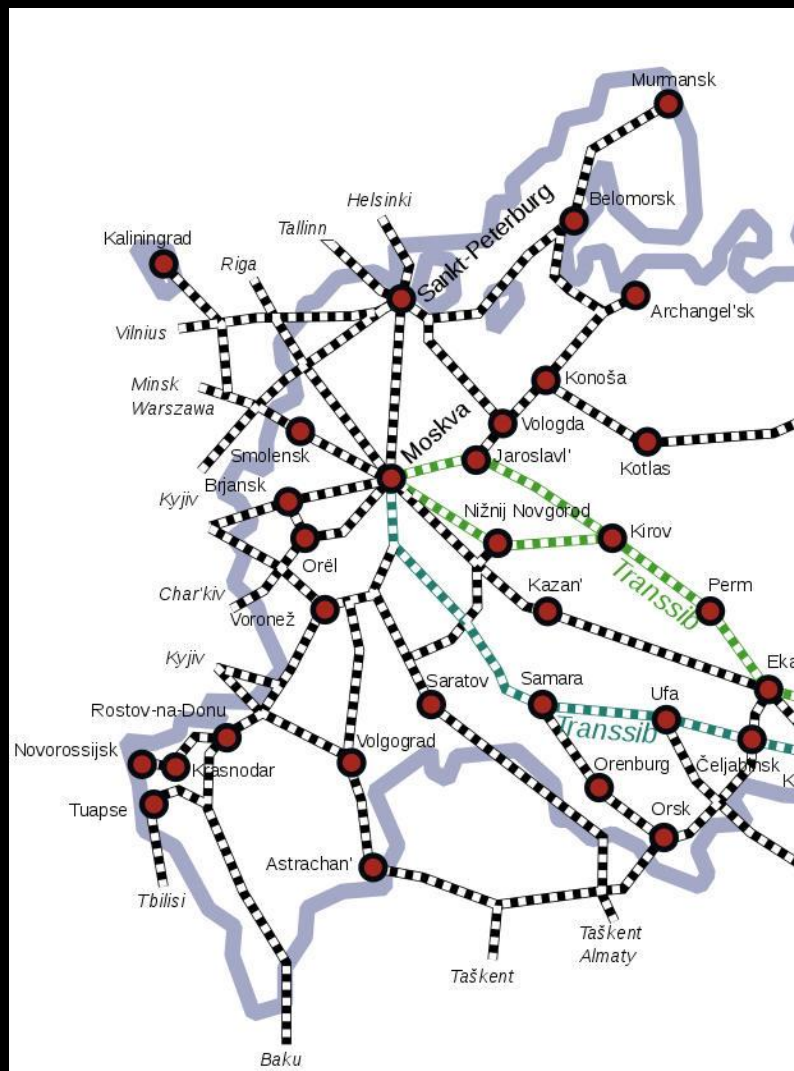 Murmansk
Helsinki
Belomorsk
Tallinn
Sankt-Peterburg
Kaliningrad
Riga
Archangel'sk
Vilnius
Konoša
Minsk
Warszawa
Moskva
Vologda
Smolensk
Jaroslavl'
Kotlas
Brjansk
Kyjiv
Nižnij Novgorod
Kirov
Orël
Transsib
Kazan'
Perm
Char'kiv
Voronež
Kyjiv
Eka
Saratov
Samara
Ufa
Rostov-na-Donu
Transsib
Novorossijsk
Krasnodar
Volgograd
Čeljabinsk
Orenburg
K
Tuapse
Orsk
Astrachan'
Tbilisi
Taškent
Almaty
Taškent
Baku